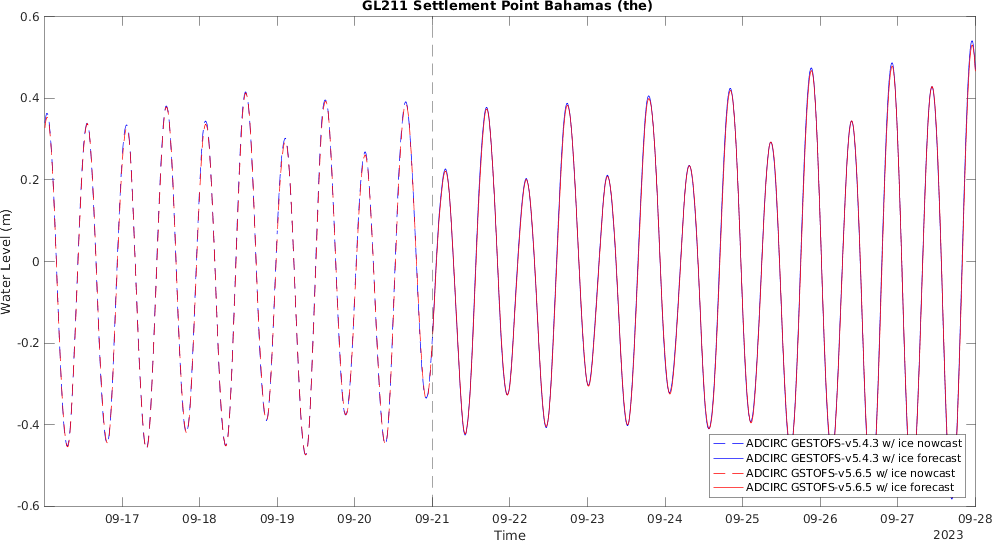 GL211 Settlement Point Bahamas (the)
0.6
0.4
0.2
0
-0.2
-0.4
-0.6
Water Level (m)
ADCIRC GESTOFS-v5.4.3 w/ ice nowcast
ADCIRC GESTOFS-v5.4.3 w/ ice forecast
ADCIRC GSTOFS-v5.6.5 w/ ice nowcast
ADCIRC GSTOFS-v5.6.5 w/ ice forecast
09-17 09-18 09-19 09-20 09-21 09-22 09-23 09-24 09-25 09-26 09-27 09-28
Time
2023